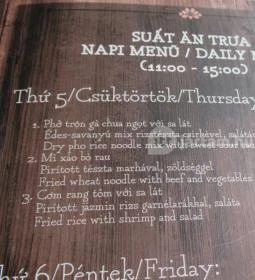 SUẤT ĂN TRƯA
NAPI MENÜ / DAILY
(11:00 - 15:00)
Thứ 5/Csüktörtök/Thursday
1. Phở trộn gà chua ngọt với sa lát
Édes-savanyú mix rizstészta csirkével, salátá
Dry pho rice noodle mix with sweet sour
2. Mì xào bò rau
Pirított tészta marhával, zöldséggel
Fried wheat noodle with beef and vegetables
3. Cơm rang tôm với sa lát
Pirított jázmin rizs garnélarákkal, salátá
Fried rice with shrimp and salad
Thứ 6/Péntek/Friday: